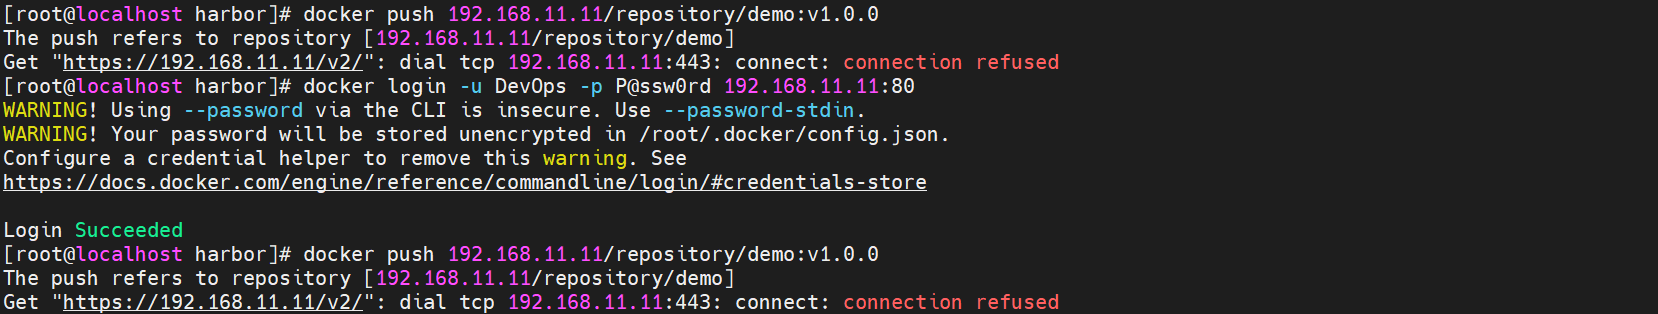 [root@localhost harbor]# docker push 192.168.11.11/repository/demo:v1.0.0
The push refers to repository [192.168.11.11/repository/demo]
Get "https://192.168.11.11/v2/": dial tcp 192.168.11.11:443: connect: connection refused
[root@localhost harbor]# docker login -u DevOps -p P@ssw0rd 192.168.11.11:80
WARNING! Using --password via the CLI is insecure. Use --password-stdin.
WARNING! Your password will be stored unencrypted in /root/.docker/config.json.
Configure a credential helper to remove this warning. See
https://docs.docker.com/engine/reference/commandline/login/#credentials-store
Login Succeeded
[root@localhost harbor]# docker push 192.168.11.11/repository/demo:v1.0.0
The push refers to repository [192.168.11.11/repository/demo]
Get "https://192.168.11.11/v2/": dial tcp 192.168.11.11:443: connect: connection refused